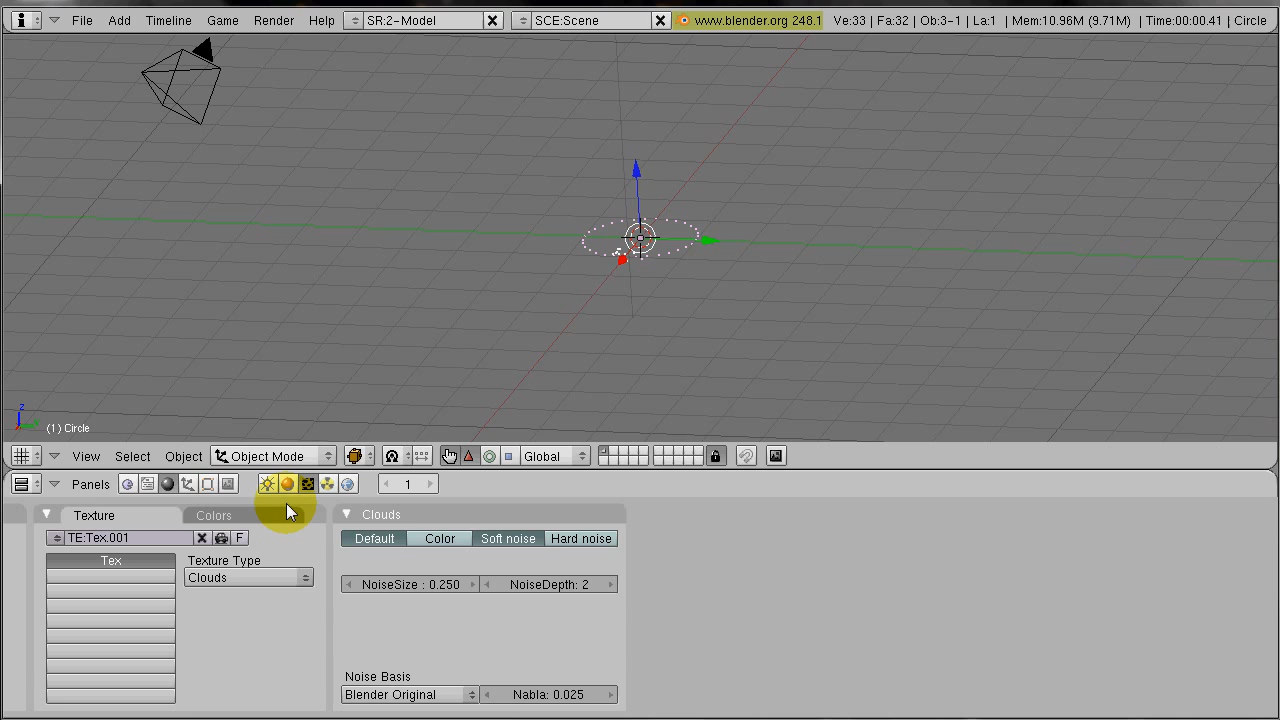 File Add Timeline Game Render Help SR:2-Model SCE:Scene www.blender.org 248.1 Ve:33 | Fa:32 | Ob:3-1 | La:1 | Mem:10.96M (9.71M) | Time:00:00.41 | Circle
z
(1) Circle
View Select Object Object Mode Global
Panels 1
Texture Colors Clouds
TE:Tex.001 F Default Color Soft noise Hard noise
Tex Texture Type
Clouds NoiseSize : 0.250 NoiseDepth: 2
Noise Basis
Blender Original Nabla: 0.025